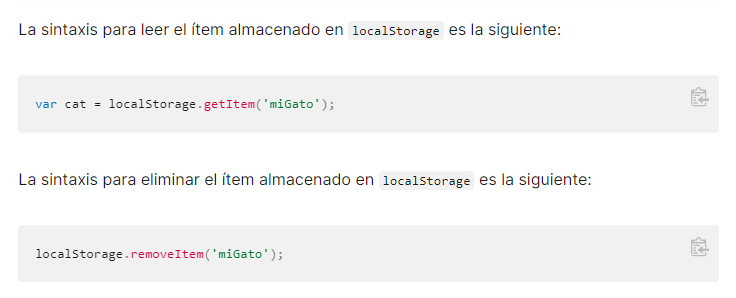 La sintaxis para leer el ítem almacenado en localStorage es la siguiente:
var cat = localStorage.getItem('miGato');
La sintaxis para eliminar el ítem almacenado en localStorage es la siguiente:
localStorage.removeItem('miGato');